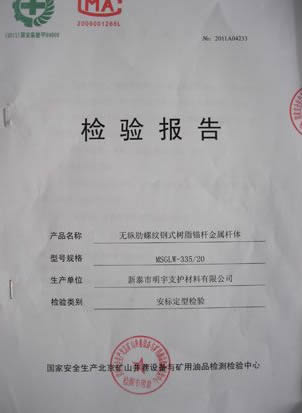 MA
2009001265L
№: 2011A04233
检验报告
产品名称 无纵肋螺纹钢式树脂锚杆金属杆体
型号规格 MSGLW-335/20
生产单位 新泰市明宇支护材料有限公司
检验类别 安标定型检验
国家安全生产北京矿山支护设备与矿用油品检测检验中心